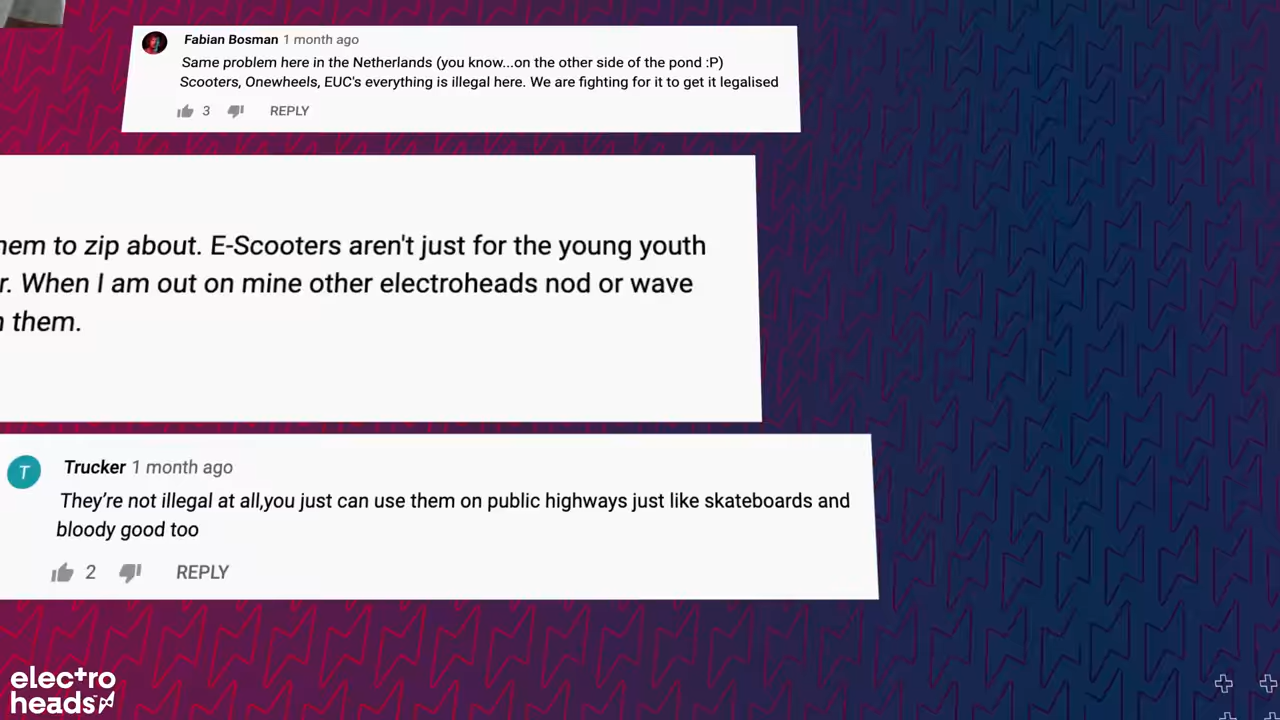 Fabian Bosman 1 month ago
Same problem here in the Netherlands (you know...on the other side of the pond :P)
Scooters, Onewheels, EUC's everything is illegal here. We are fighting for it to get it legalised
3 REPLY
to zip about. E-Scooters aren't just for the young youth
When I am out on mine other electroheads nod or wave
them.
T
Trucker 1 month ago
They’re not illegal at all,you just can use them on public highways just like skateboards and
bloody good too
2 REPLY
electro
heads